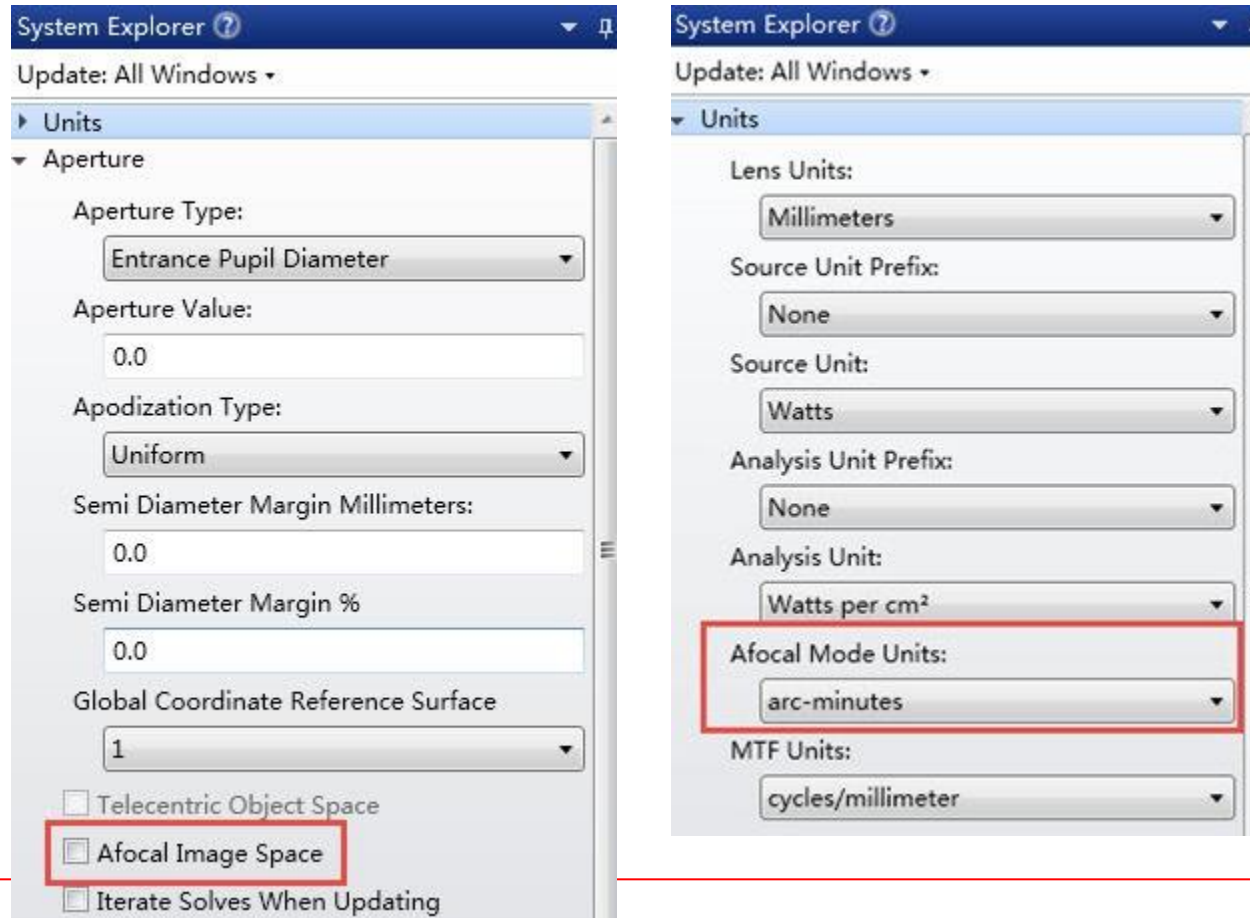 System Explorer ?
Update: All Windows
Units
Aperture
Aperture Type:
Entrance Pupil Diameter
Aperture Value:
0.0
Apodization Type:
Uniform
Semi Diameter Margin Millimeters:
0.0
Semi Diameter Margin %
0.0
Global Coordinate Reference Surface
1
Telecentric Object Space
Afocal Image Space
Iterate Solves When Updating
System Explorer ?
Update: All Windows
Units
Lens Units:
Millimeters
Source Unit Prefix:
None
Source Unit:
Watts
Analysis Unit Prefix:
None
Analysis Unit:
Watts per cm²
Afocal Mode Units:
arc-minutes
MTF Units:
cycles/millimeter